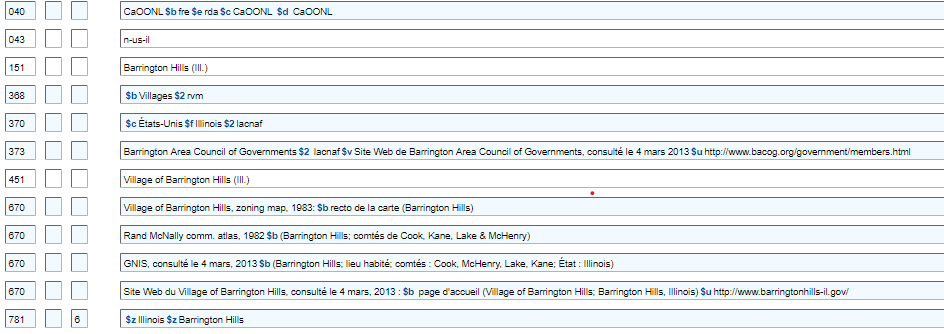 040 CaOONL $b fre $e rda $c CaOONL $d CaOONL
043 n-us-il
151 Barrington Hills (Ill.)
368 $b Villages $2 rvm
370 $c États-Unis $f Illinois $2 lacnaf
373 Barrington Area Council of Governments $2 lacnaf $v Site Web de Barrington Area Council of Governments, consulté le 4 mars 2013 $u http://www.bacog.org/government/members.html
451 Village of Barrington Hills (Ill.)
670 Village of Barrington Hills, zoning map, 1983: $b recto de la carte (Barrington Hills)
670 Rand McNally comm. atlas, 1982 $b (Barrington Hills; comtés de Cook, Kane, Lake & McHenry)
670 GNIS, consulté le 4 mars, 2013 $b (Barrington Hills; lieu habité; comtés : Cook, McHenry, Lake, Kane; État : Illinois)
670 Site Web du Village of Barrington Hills, consulté le 4 mars, 2013 : $b page d'accueil (Village of Barrington Hills; Barrington Hills, Illinois) $u http://www.barringtonhills-il.gov/
781 6 $z Illinois $z Barrington Hills